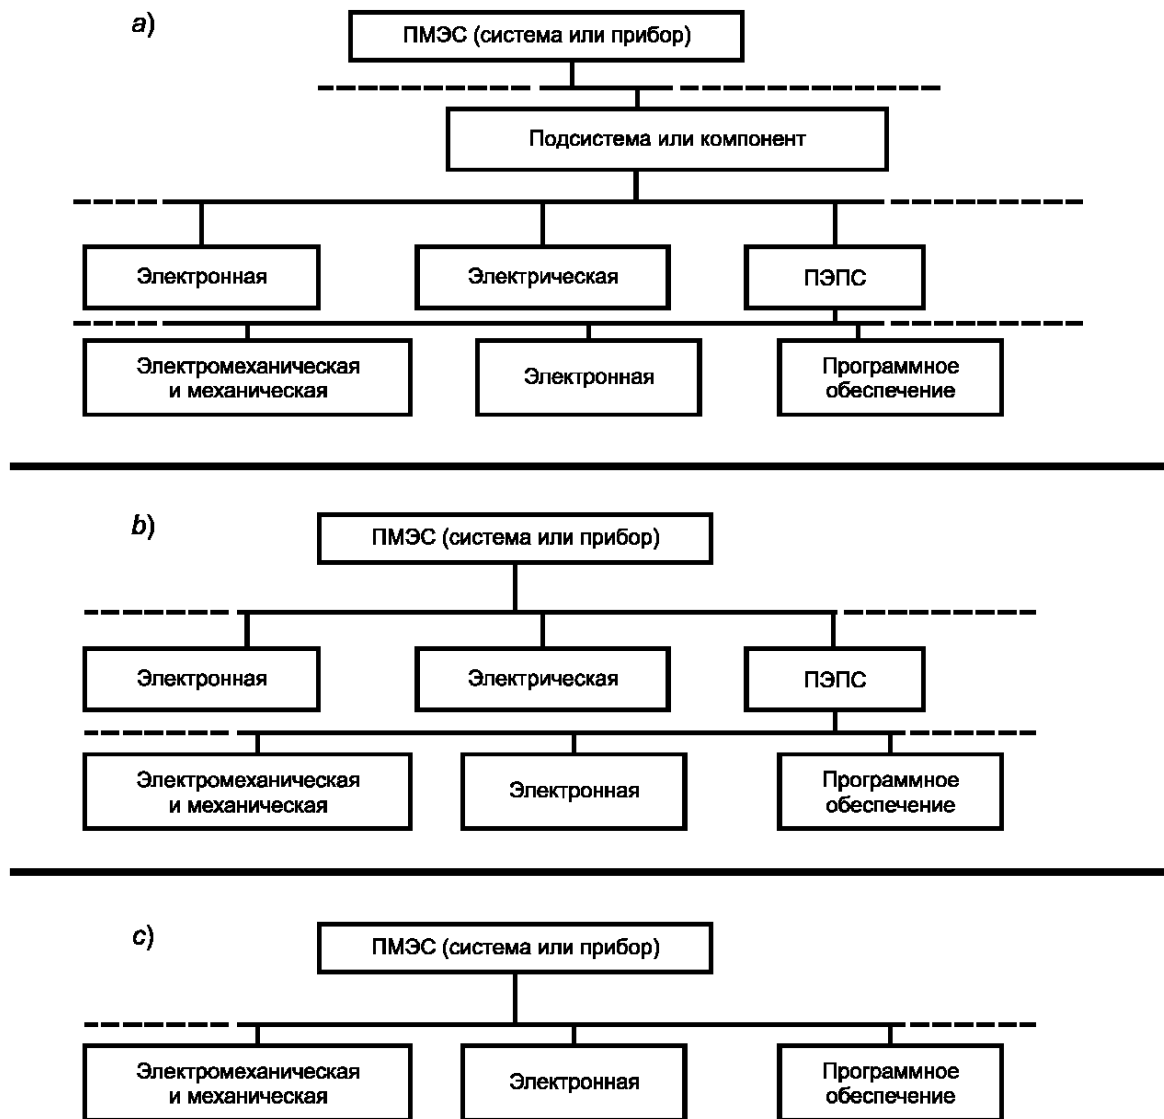 a)
ПМЭС (система или прибор)
Подсистема или компонент
Электронная
Электрическая
ПЭПС
Электромеханическая
и механическая
Электронная
Программное
обеспечение
b)
ПМЭС (система или прибор)
Электронная
Электрическая
ПЭПС
Электромеханическая
и механическая
Электронная
Программное
обеспечение
c)
ПМЭС (система или прибор)
Электромеханическая
и механическая
Электронная
Программное
обеспечение